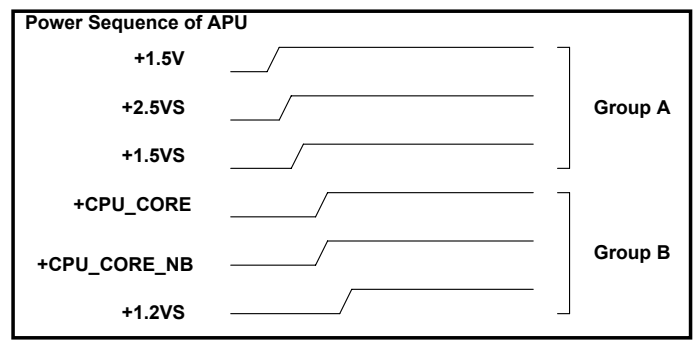 Power Sequence of APU
+1.5V
+2.5VS
Group A
+1.5VS
+CPU_CORE
+CPU_CORE_NB
Group B
+1.2VS